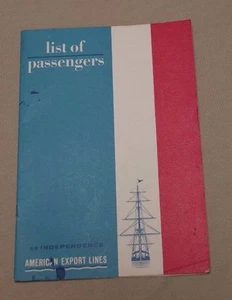 list of
passengers
ss INDEPENDENCE
AMERICAN EXPORT LINES